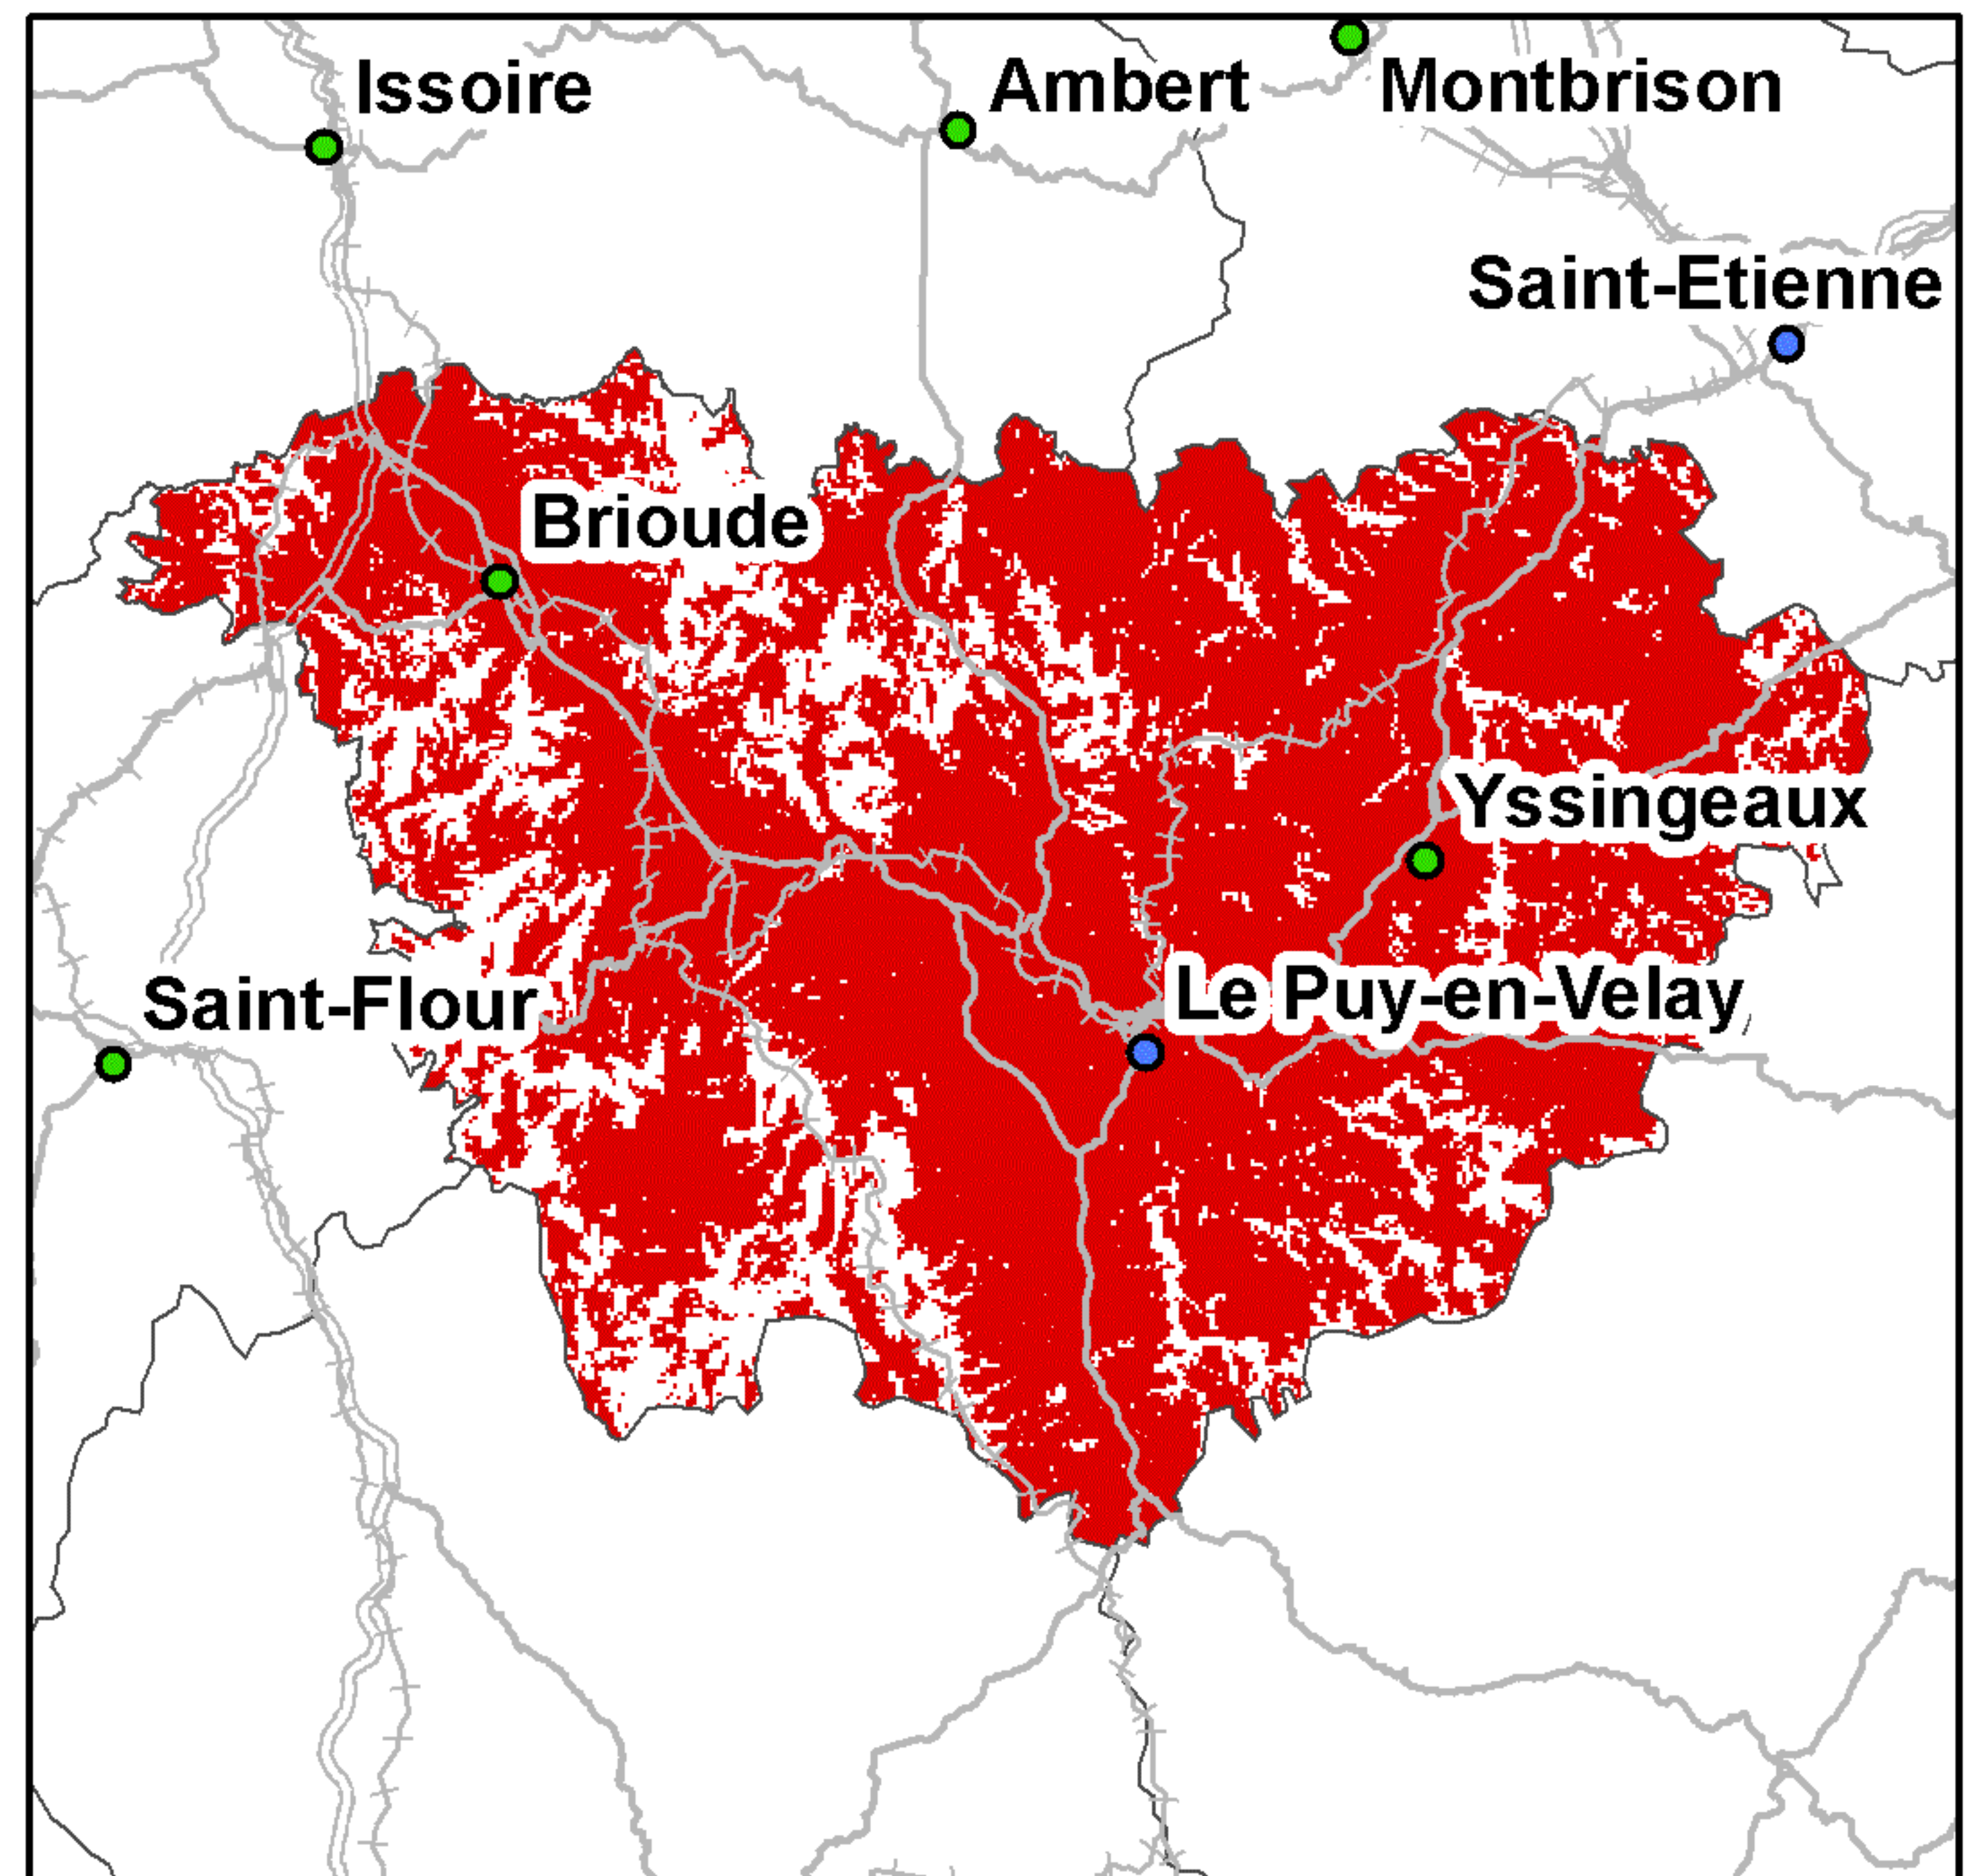 Issoire
Ambert
Montbrison
Saint-Etienne
Brioude
Yssingeaux
Saint-Flour
Le Puy-en-Velay